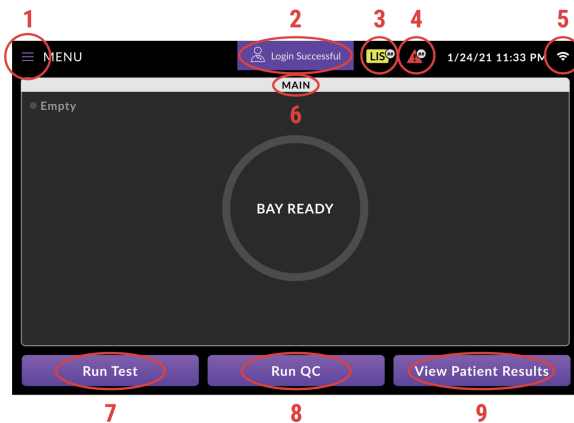 1 2 3 4 5
MENU Login Successful LIS ## ## 1/24/21 11:33 PM
MAIN
6
Empty
BAY READY
Run Test Run QC View Patient Results
7 8 9